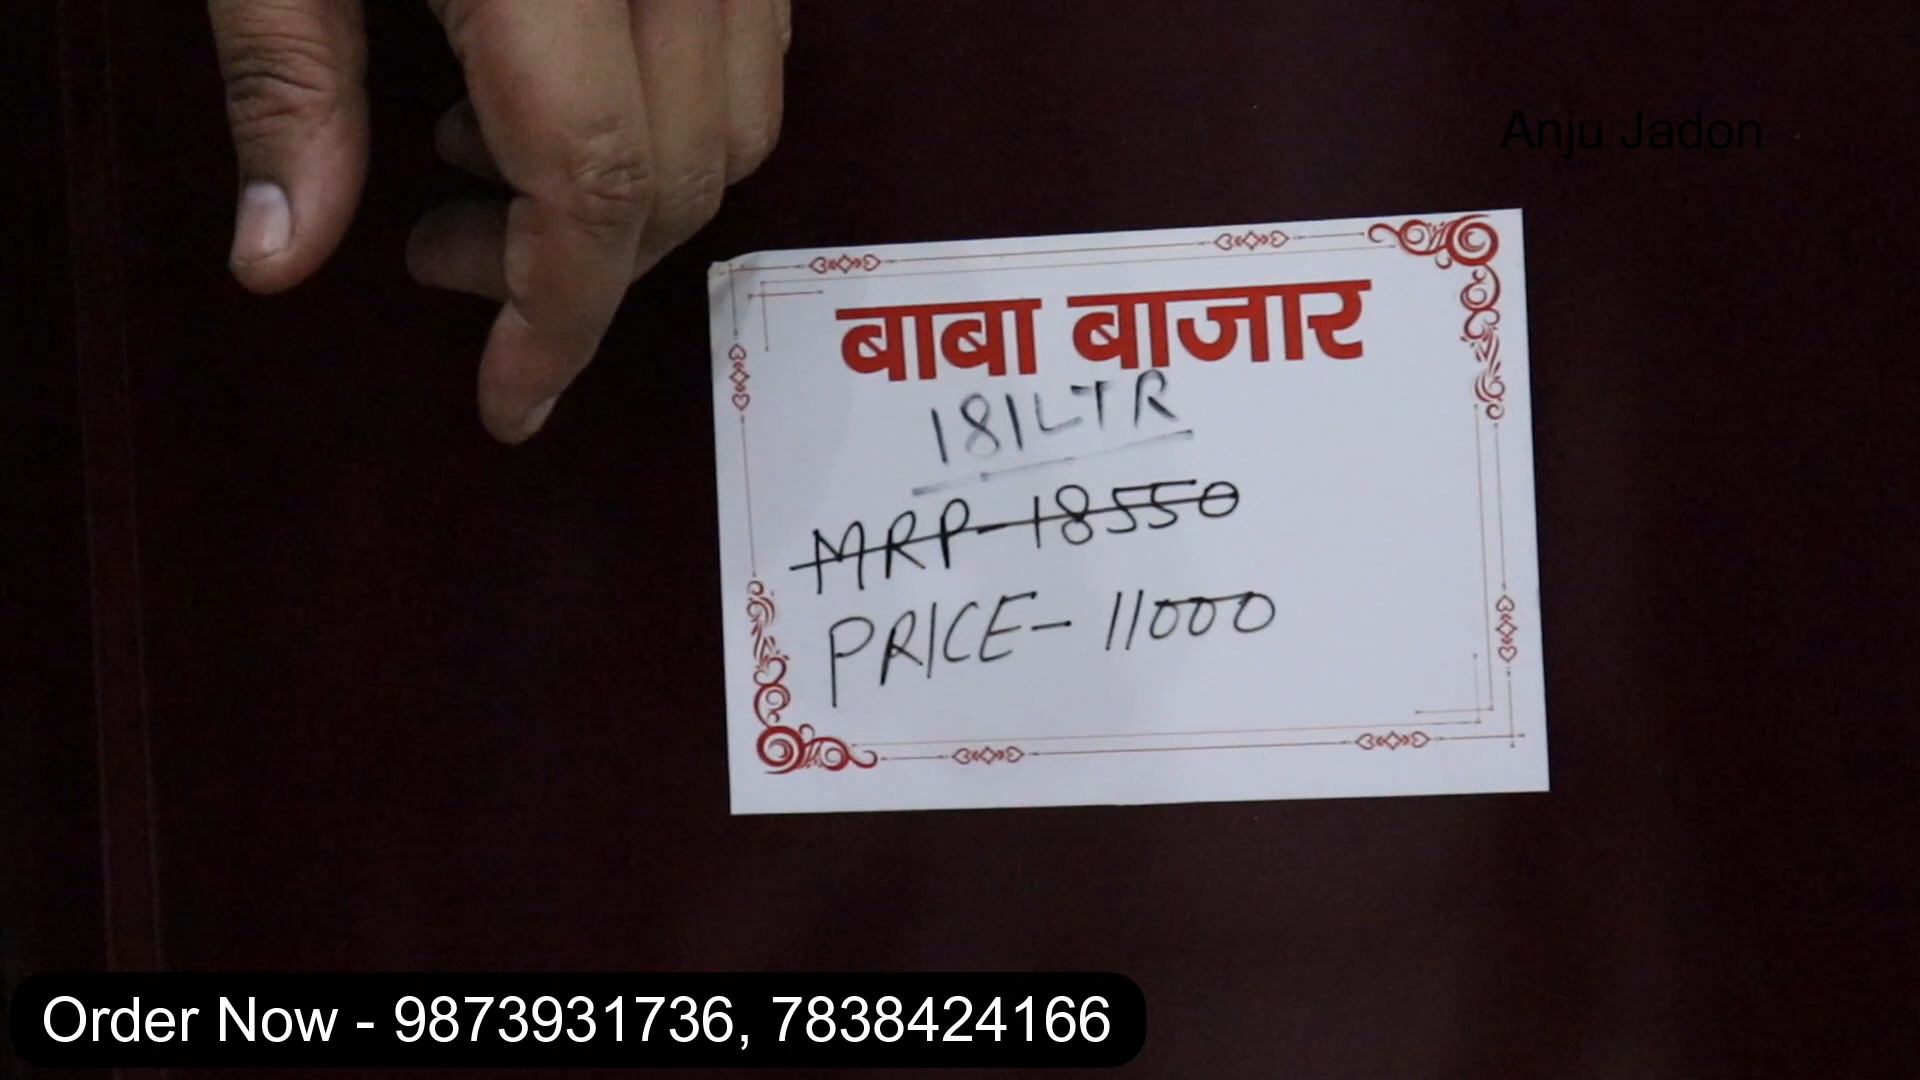 Anju Jadon
बाबा बाजार
181LTR
MRP-18550
PRICE-11000
Order Now - 9873931736, 7838424166